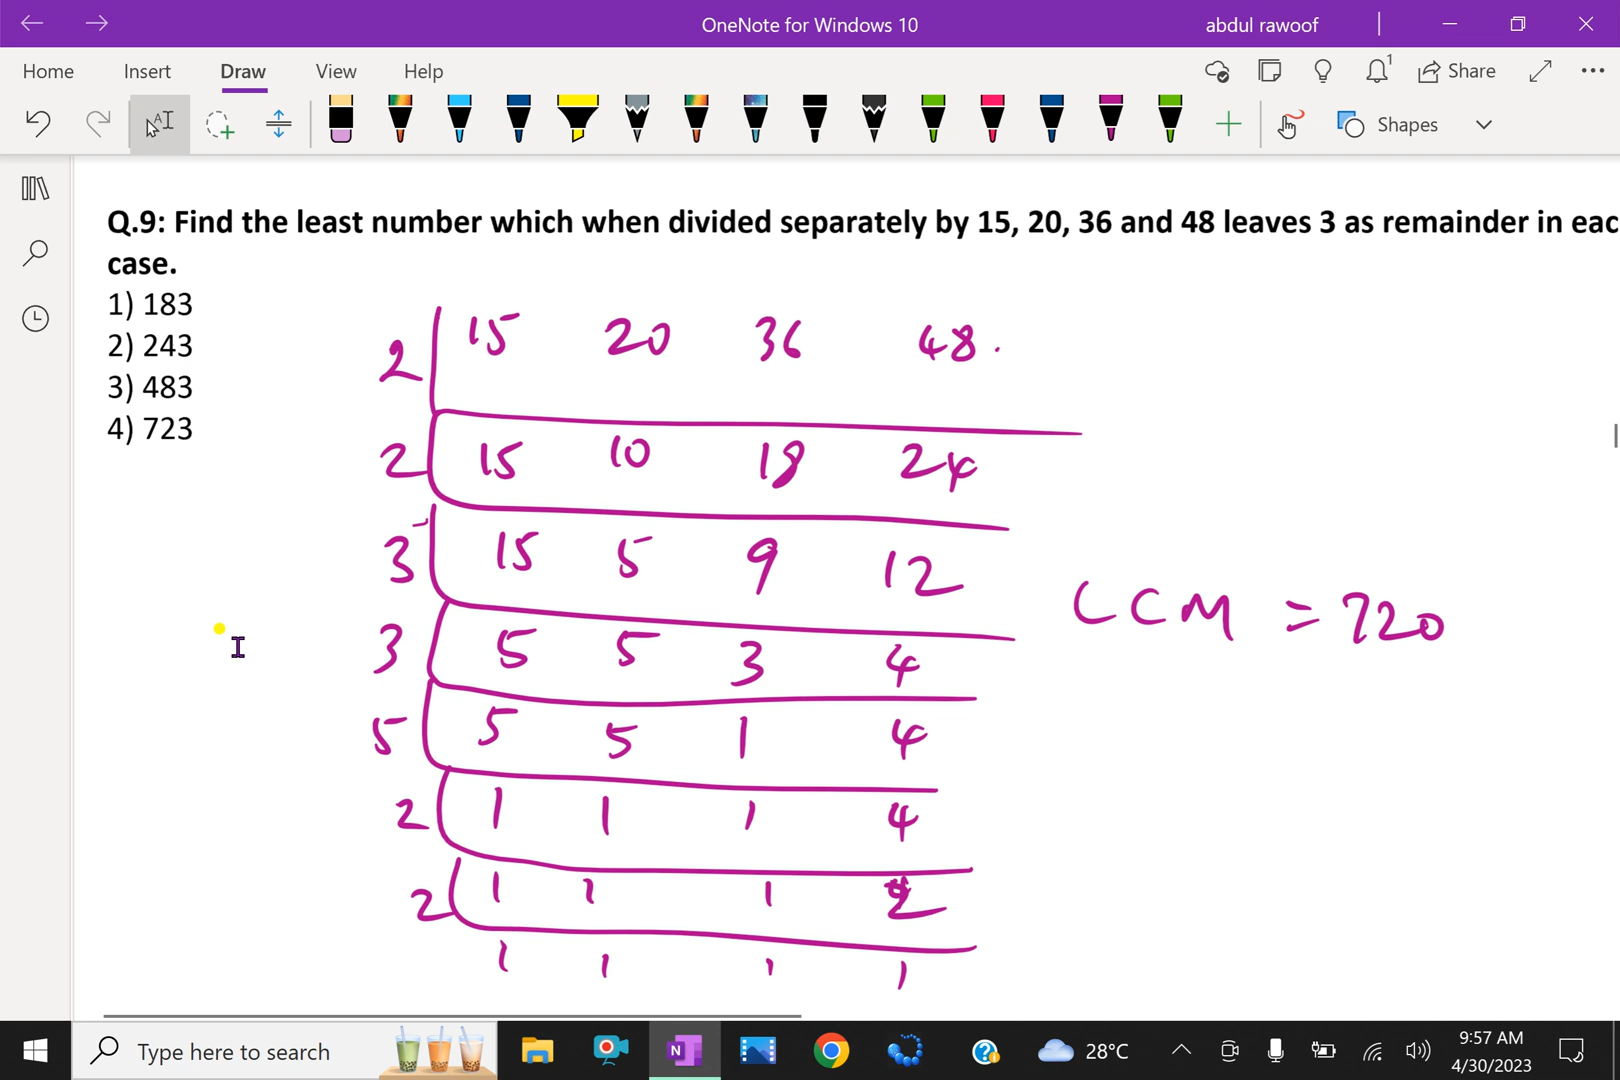 OneNote for Windows 10
abdul rawoof
Home Insert Draw View Help
1
Share
Shapes
Q.9: Find the least number which when divided separately by 15, 20, 36 and 48 leaves 3 as remainder in eac
case.
1) 183
2) 243
3) 483
4) 723
2 15 20 36 48
2 15 10 18 24
3 15 5 9 12
LCM = 720
3 5 5 3 4
5 5 5 1 4
2 1 1 1 4
2 1 1 1 2
1 1 1 1
Type here to search
28°C
9:57 AM
4/30/2023